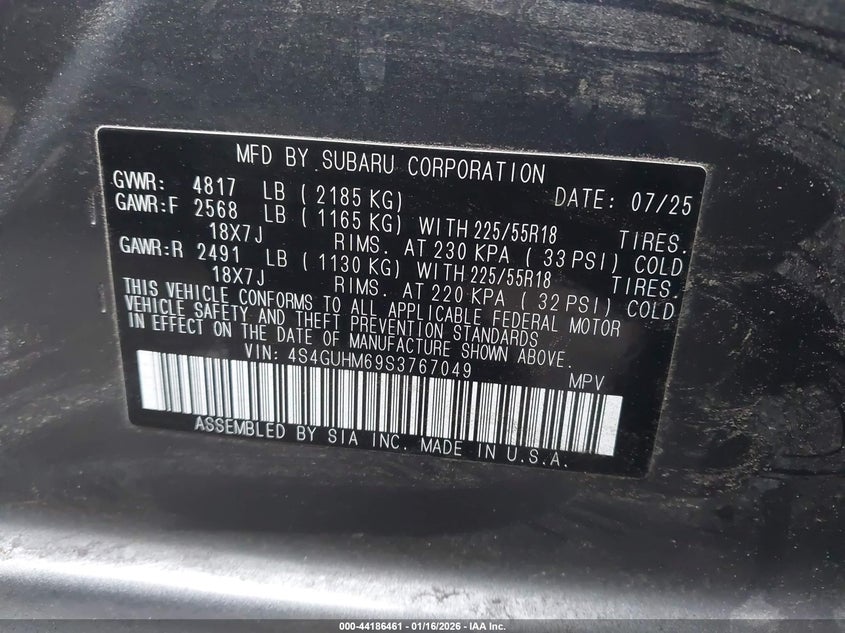 MFD BY SUBARU CORPORATION
GVWR: 4817 LB ( 2185 KG) DATE: 07/25
GAWR:F 2568 LB ( 1165 KG) WITH 225/55R18 TIRES.
18X7J RIMS. AT 230 KPA ( 33 PSI) COLD
GAWR:R 2491 LB ( 1130 KG) WITH 225/55R18 TIRES.
18X7J RIMS. AT 220 KPA ( 32 PSI) COLD
THIS VEHICLE CONFORMS TO ALL APPLICABLE FEDERAL MOTOR
VEHICLE SAFETY AND THEFT PREVENTION STANDARDS
IN EFFECT ON THE DATE OF MANUFACTURE SHOWN ABOVE.
VIN: 4S4GUHM69S3767049 MPV
ASSEMBLED BY SIA INC. MADE IN U.S.A.
000-44186461 - 01/16/2026 - IAA Inc.